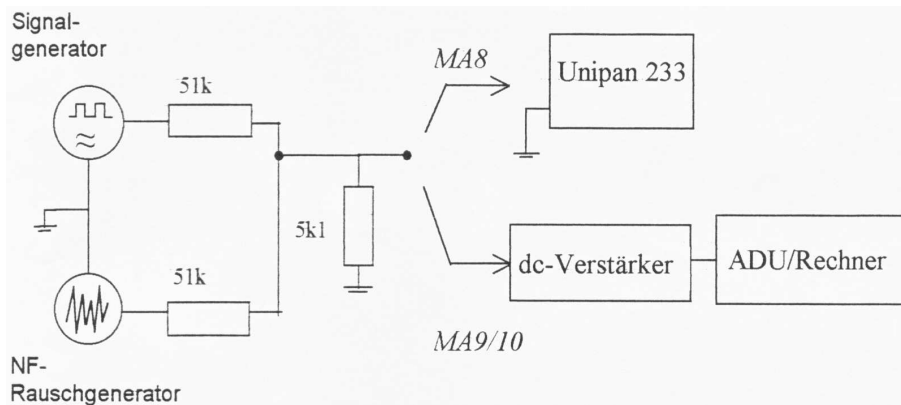 Signal-
generator
51k
MA8
Unipan 233
5k1
51k
dc-Verstärker
ADU/Rechner
MA9/10
NF-
Rauschgenerator